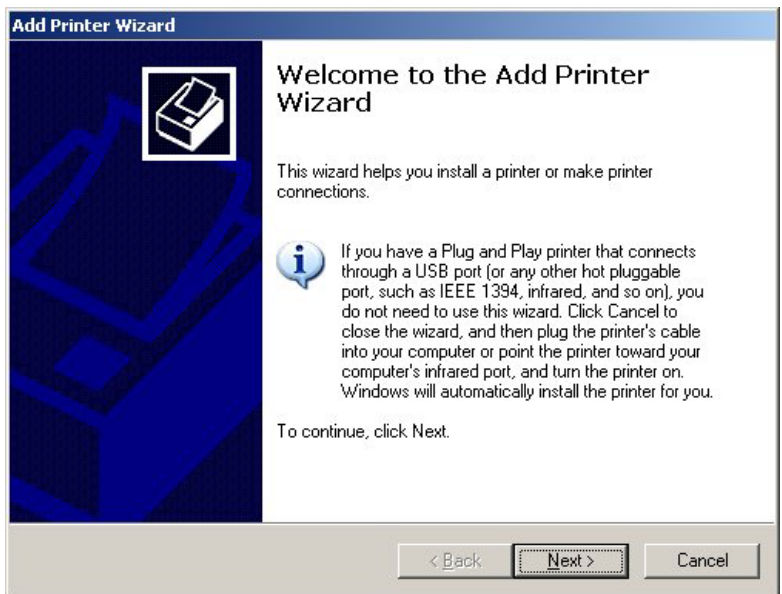 Add Printer Wizard
Welcome to the Add Printer
Wizard
This wizard helps you install a printer or make printer
connections.
If you have a Plug and Play printer that connects
through a USB port (or any other hot pluggable
port, such as IEEE 1394, infrared, and so on), you
do not need to use this wizard. Click Cancel to
close the wizard, and then plug the printer's cable
into your computer or point the printer toward your
computer's infrared port, and turn the printer on.
Windows will automatically install the printer for you.
To continue, click Next.
< Back Next > Cancel